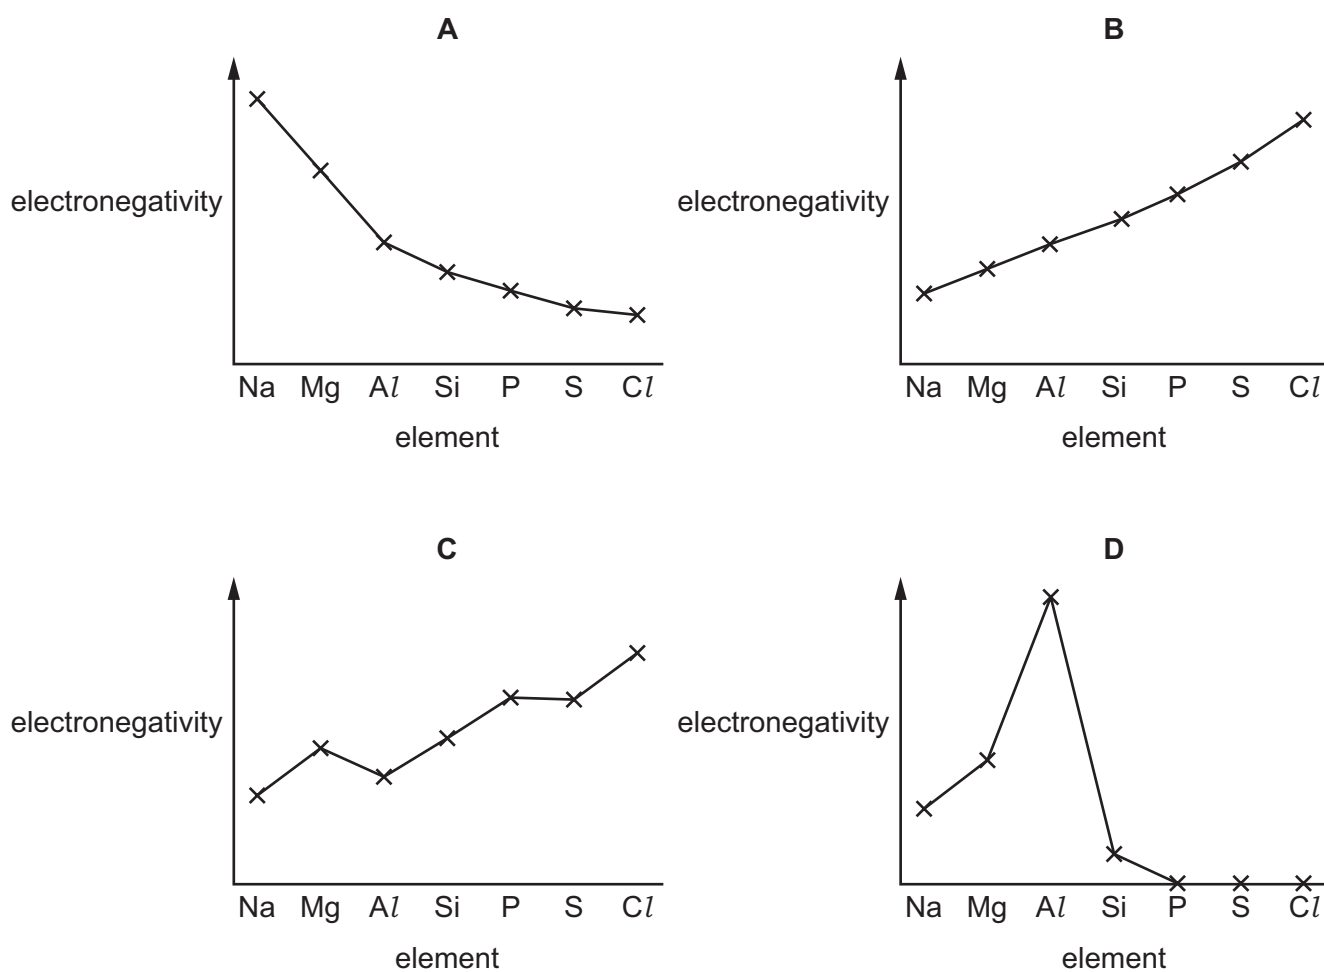 A
electronegativity
Na Mg Al Si P S Cl
element
B
electronegativity
Na Mg Al Si P S Cl
element
C
electronegativity
Na Mg Al Si P S Cl
element
D
electronegativity
Na Mg Al Si P S Cl
element